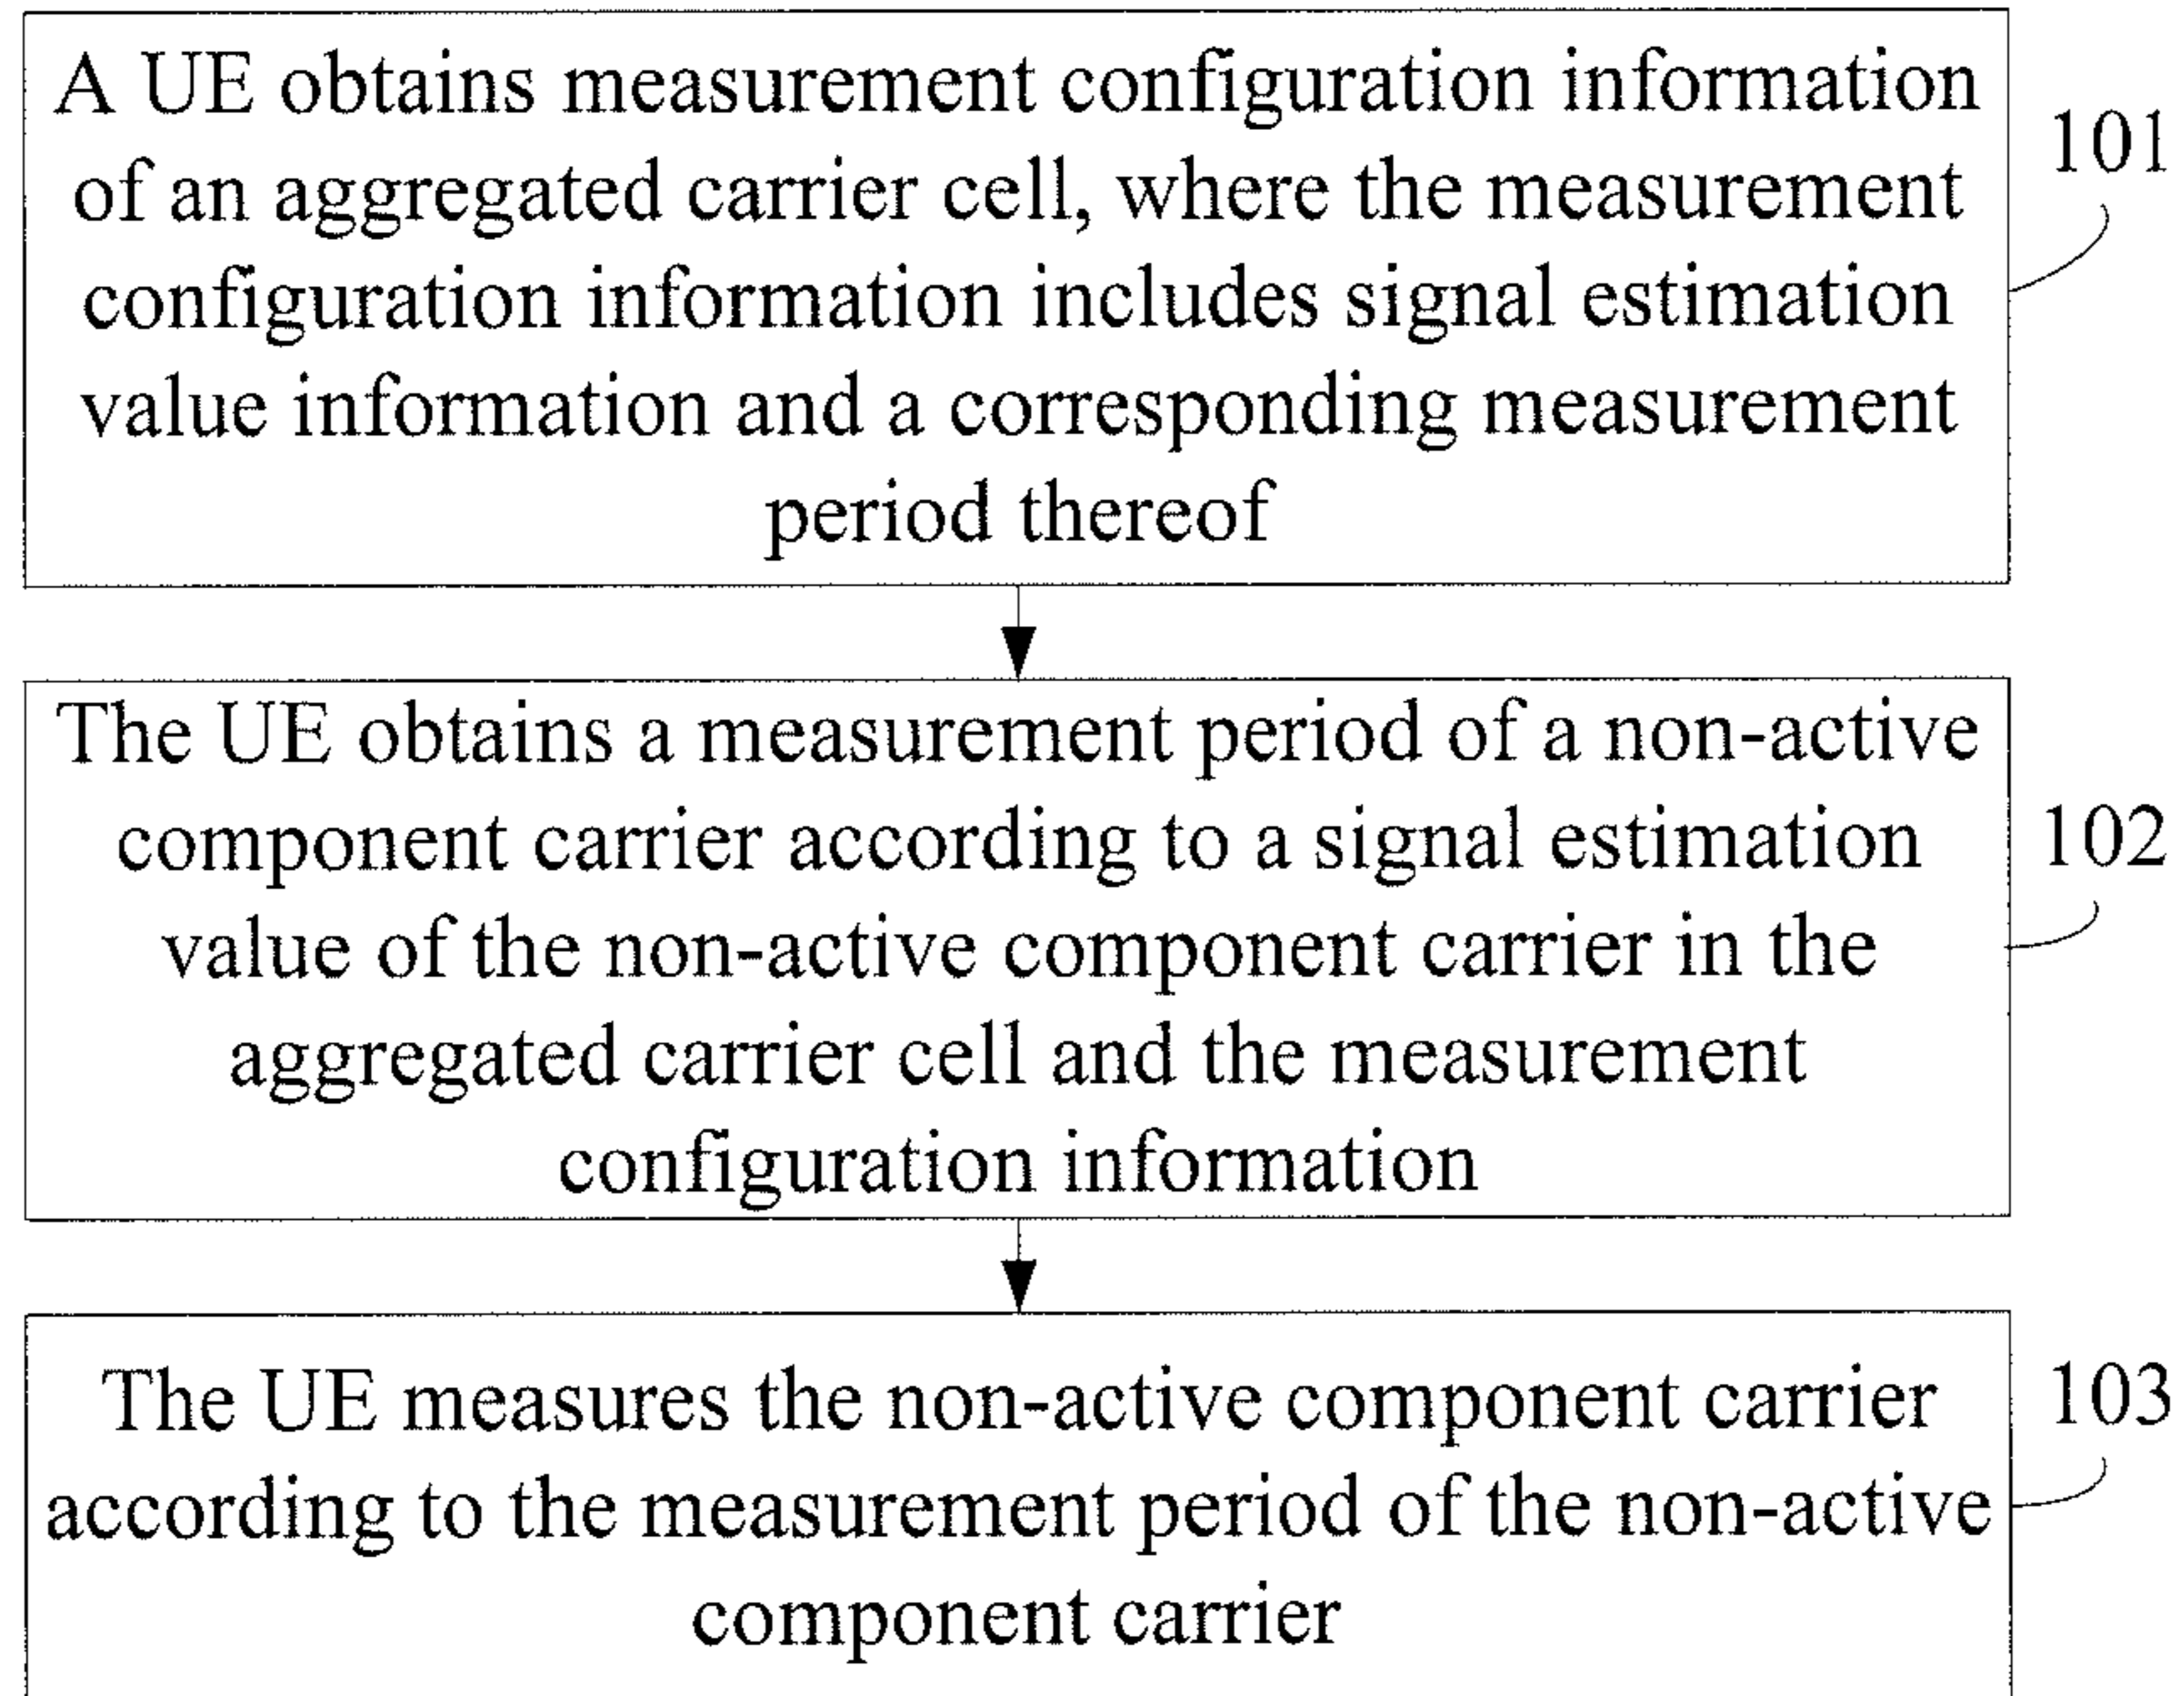 A UE obtains measurement configuration information
of an aggregated carrier cell, where the measurement
configuration information includes signal estimation
value information and a corresponding measurement
period thereof
101
The UE obtains a measurement period of a non-active
component carrier according to a signal estimation
value of the non-active component carrier in the
aggregated carrier cell and the measurement
configuration information
102
The UE measures the non-active component carrier
according to the measurement period of the non-active
component carrier
103